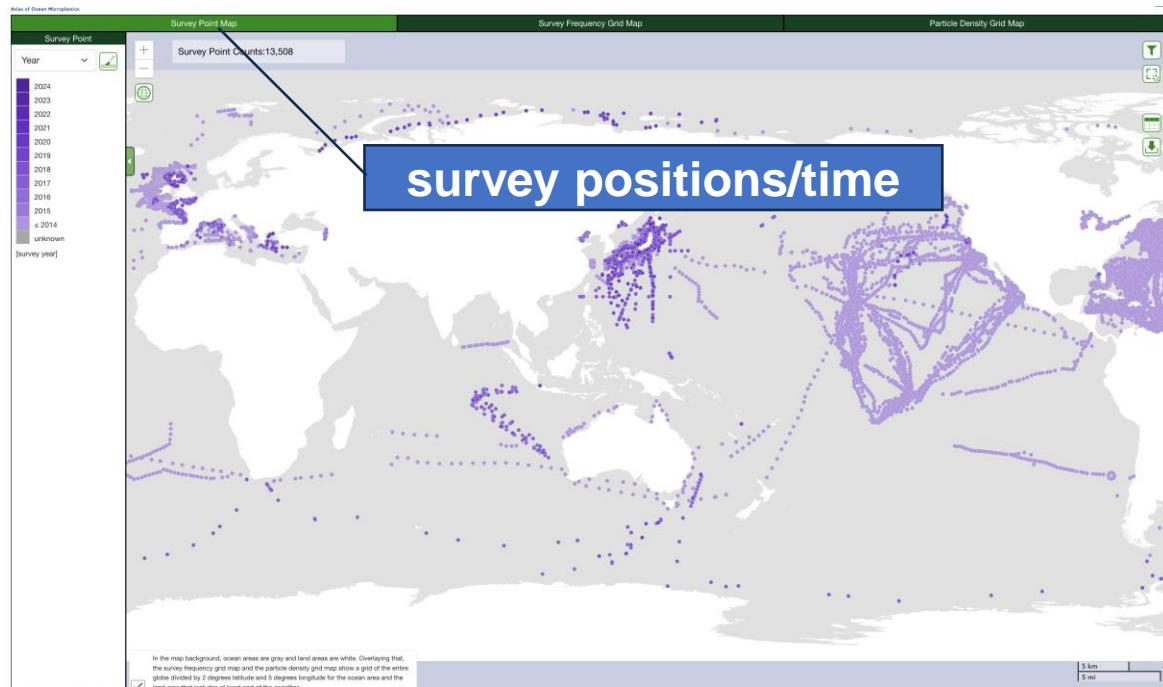 Atlas of Ocean Microplastics
Survey Point Map
Survey Frequency Grid Map
Particle Density Grid Map
Survey Point
Year
2024
2023
2022
2021
2020
2019
2018
2017
2016
2015
≤ 2014
unknown
[survey year]
+
−
Survey Point Counts:13,508
survey positions/time
In the map background, ocean areas are gray and land areas are white. Overlaying that,
the survey frequency grid map and the particle density grid map show a grid of the entire
globe divided by 2 degrees latitude and 5 degrees longitude for the ocean area and the
5 km
5 mi